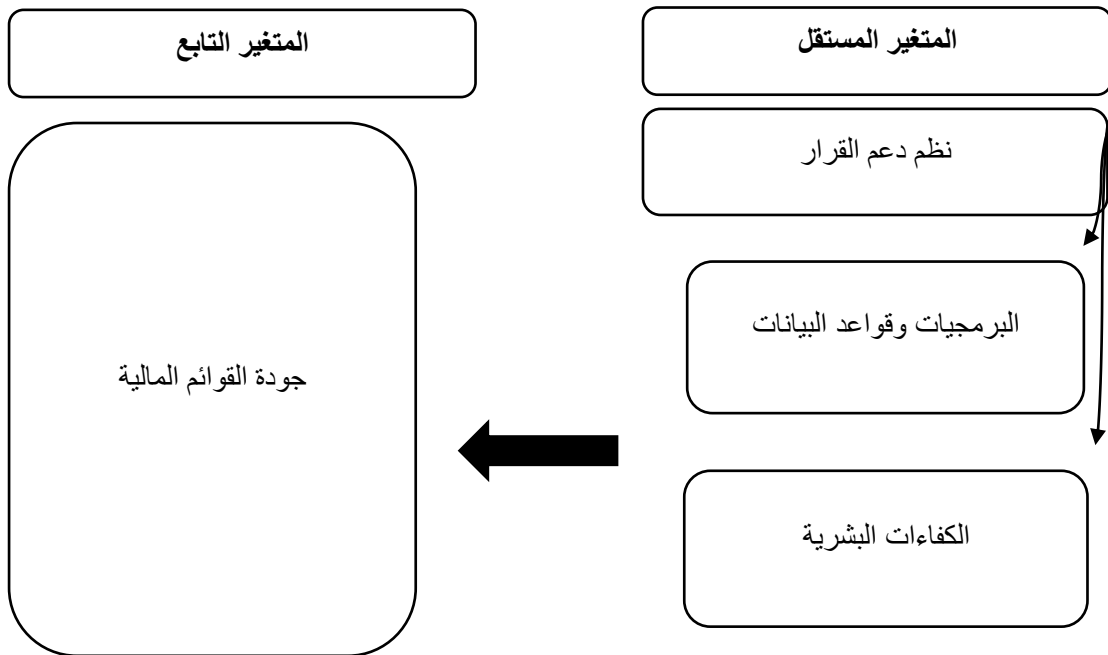 المتغير المستقل
المتغير التابع
نظم دعم القرار
البرمجيات وقواعد البيانات
جودة القوائم المالية
الكفاءات البشرية